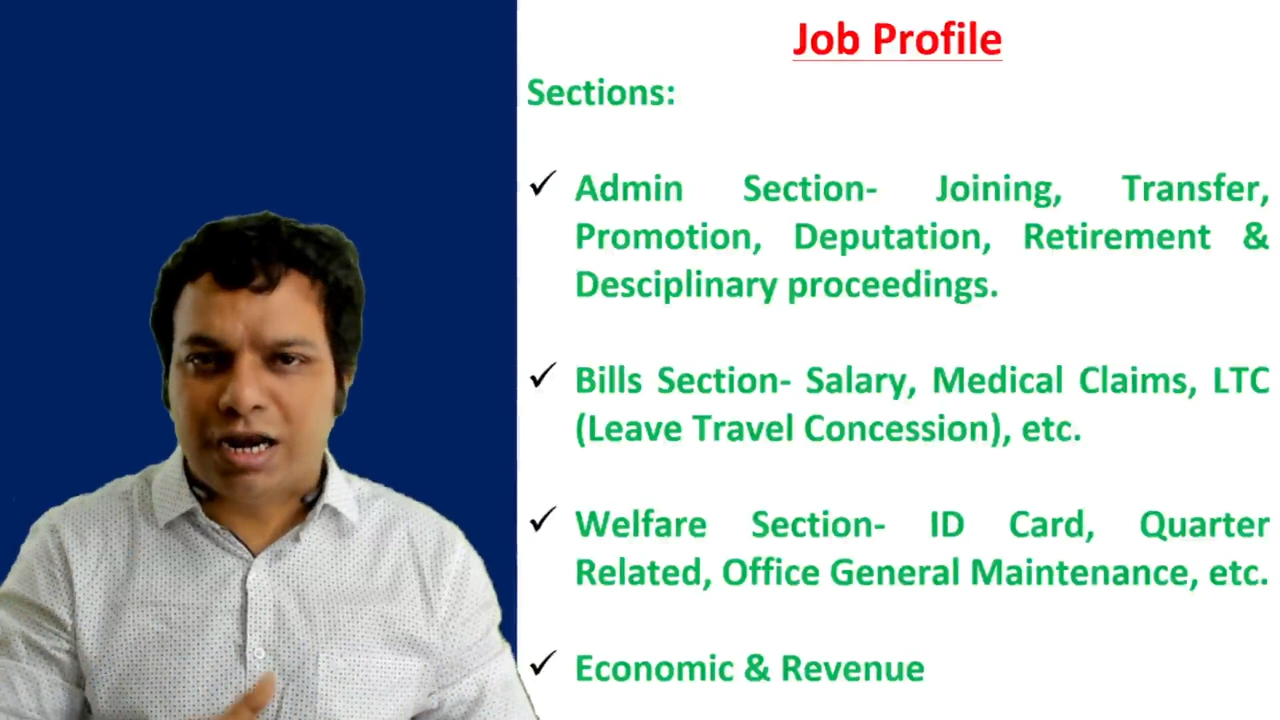 Job Profile
Sections:
✓ Admin Section- Joining, Transfer,
Promotion, Deputation, Retirement &
Desciplinary proceedings.
✓ Bills Section- Salary, Medical Claims, LTC
(Leave Travel Concession), etc.
✓ Welfare Section- ID Card, Quarter
Related, Office General Maintenance, etc.
✓ Economic & Revenue